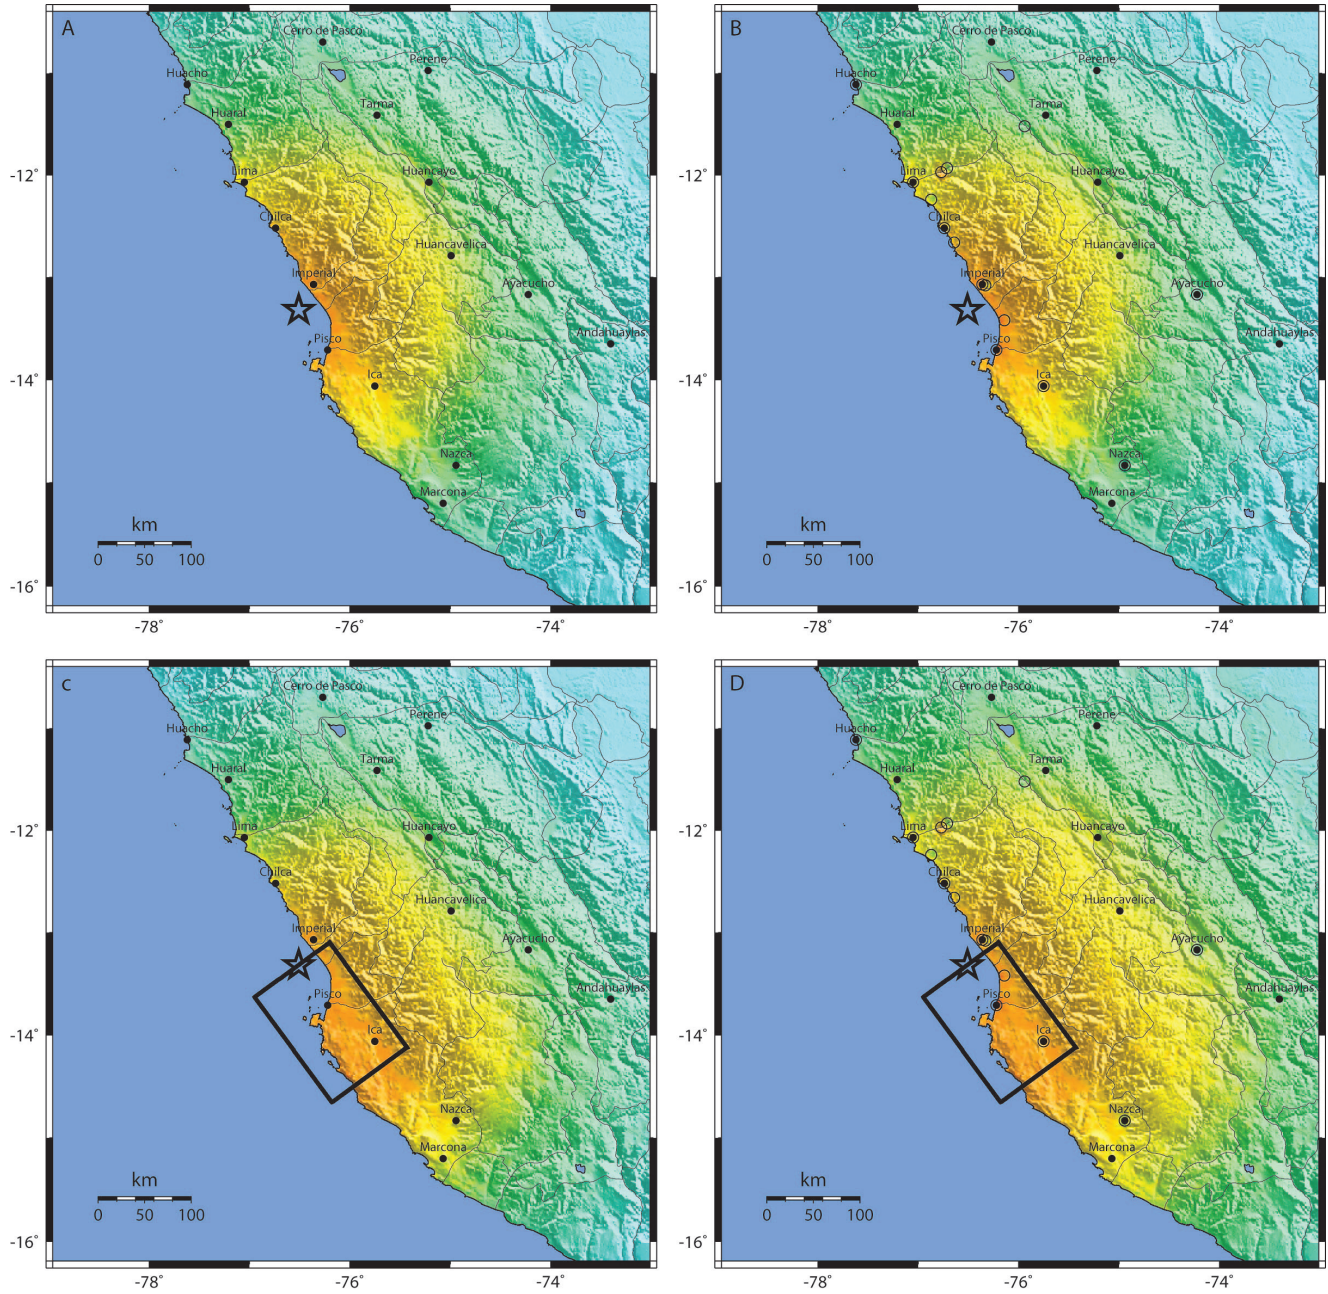 A
Cerro de Pasco
Perene
Huacho
Tarma
Huaral
Lima
Huancayo
Chilca
Huancavelica
Imperial
Ayacucho
Andahuaylas
Pisco
Ica
Nazca
Marcona
km
0 50 100
-12°
-14°
-16°
-78° -76° -74°
B
Cerro de Pasco
Perene
Huacho
Tarma
Huaral
Lima
Huancayo
Chilca
Huancavelica
Imperial
Ayacucho
Andahuaylas
Pisco
Ica
Nazca
Marcona
km
0 50 100
-78° -76° -74°
C
Cerro de Pasco
Perene
Huacho
Tarma
Huaral
Lima
Huancayo
Chilca
Huancavelica
Imperial
Ayacucho
Andahuaylas
Pisco
Ica
Nazca
Marcona
km
0 50 100
-12°
-14°
-16°
-78° -76° -74°
D
Cerro de Pasco
Perene
Huacho
Tarma
Huaral
Lima
Huancayo
Chilca
Huancavelica
Imperial
Ayacucho
Andahuaylas
Pisco
Ica
Nazca
Marcona
km
0 50 100
-78° -76° -74°